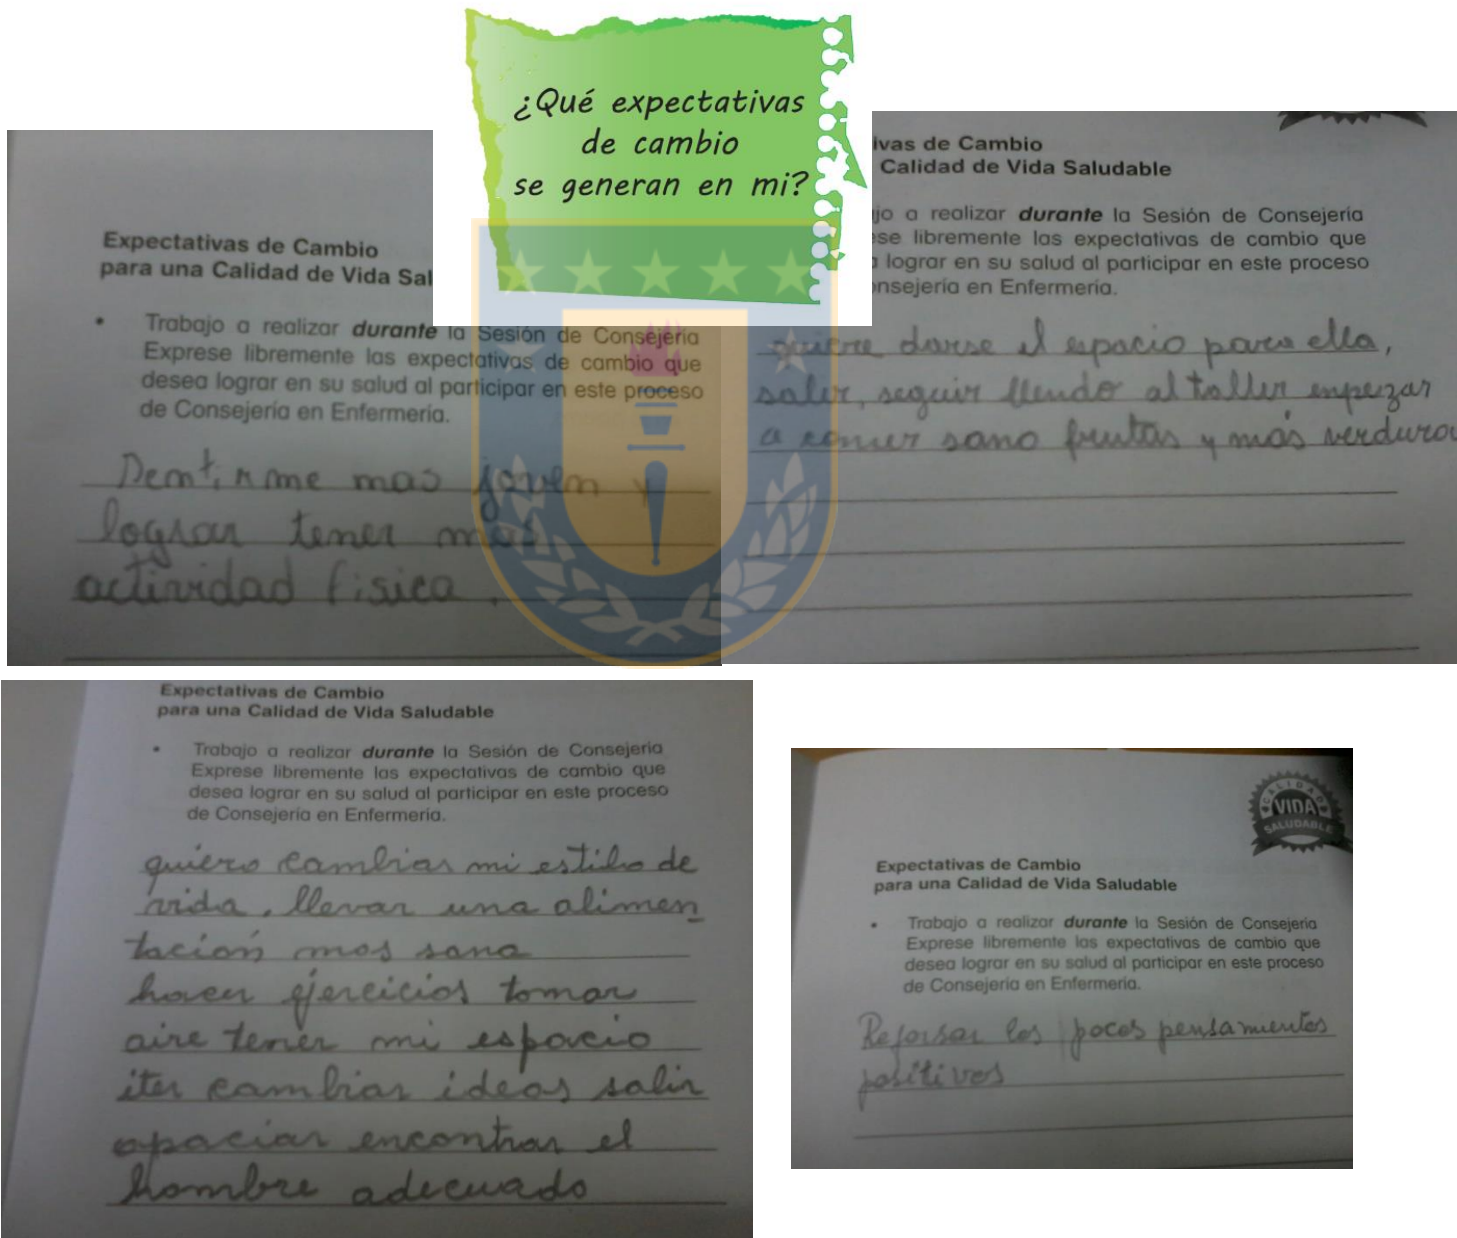 ¿Qué expectativas
de cambio
se generan en mi?
Expectativas de Cambio
para una Calidad de Vida Sal
• Trabajo a realizar durante la Sesión de Consejería
Exprese libremente las expectativas de cambio que
desea lograr en su salud al participar en este proceso
de Consejería en Enfermería.
Sentirme mas joven y
lograr tener mas
actividad fisica.
ivas de Cambio
Calidad de Vida Saludable
jo a realizar durante la Sesión de Consejería
se libremente las expectativas de cambio que
a lograr en su salud al participar en este proceso
onsejería en Enfermería.
quiere darse el espacio para ella,
salir, seguir llendo al taller empezar
a comer sano frutas y más verdura
Expectativas de Cambio
para una Calidad de Vida Saludable
• Trabajo a realizar durante la Sesión de Consejería
Exprese libremente las expectativas de cambio que
desea lograr en su salud al participar en este proceso
de Consejería en Enfermería.
quiero cambiar mi estilo de
vida, llevar una alimen
tación mas sana
hacer ejercicios tomar
aire tener mi espacio
iter cambiar ideas salir
apaciar encontrar el
hombre adecuado
CALIDAD
VIDA
SALUDABLE
Expectativas de Cambio
para una Calidad de Vida Saludable
• Trabajo a realizar durante la Sesión de Consejería
Exprese libremente las expectativas de cambio que
desea lograr en su salud al participar en este proceso
de Consejería en Enfermería.
Reforsar los pocos pensamientos
positivos